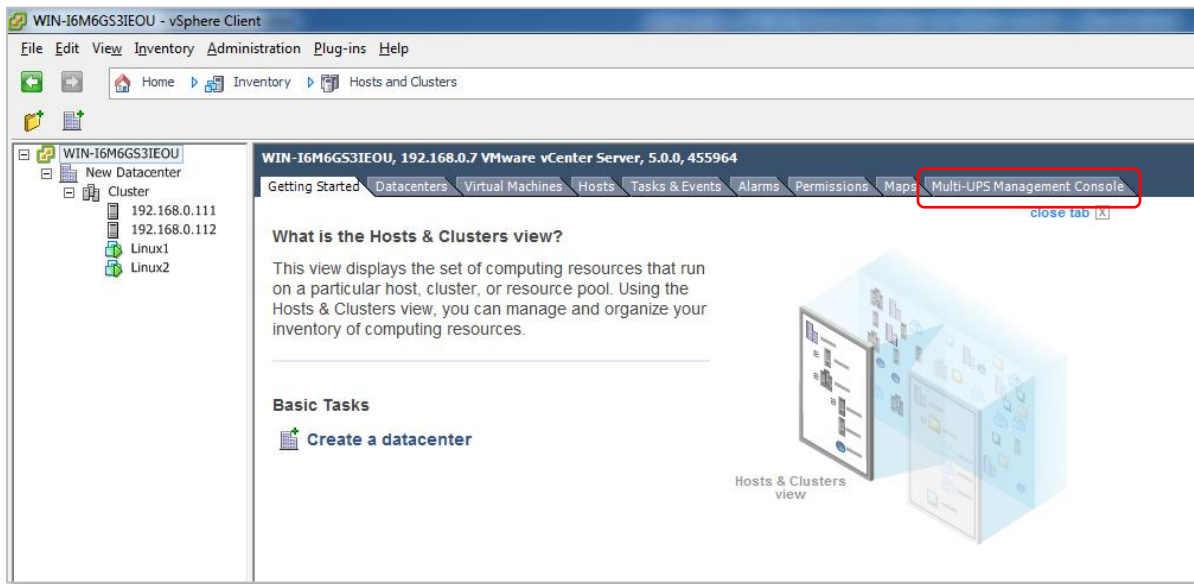 WIN-I6M6GS3IEOU - vSphere Client
File Edit View Inventory Administration Plug-ins Help
Home Inventory Hosts and Clusters
WIN-I6M6GS3IEOU
New Datacenter
Cluster
192.168.0.111
192.168.0.112
Linux1
Linux2
WIN-I6M6GS3IEOU, 192.168.0.7 VMware vCenter Server, 5.0.0, 455964
Getting Started Datacenters Virtual Machines Hosts Tasks & Events Alarms Permissions Maps Multi-UPS Management Console
close tab X
What is the Hosts & Clusters view?
This view displays the set of computing resources that run
on a particular host, cluster, or resource pool. Using the
Hosts & Clusters view, you can manage and organize your
inventory of computing resources.
Basic Tasks
Create a datacenter
Hosts & Clusters
view